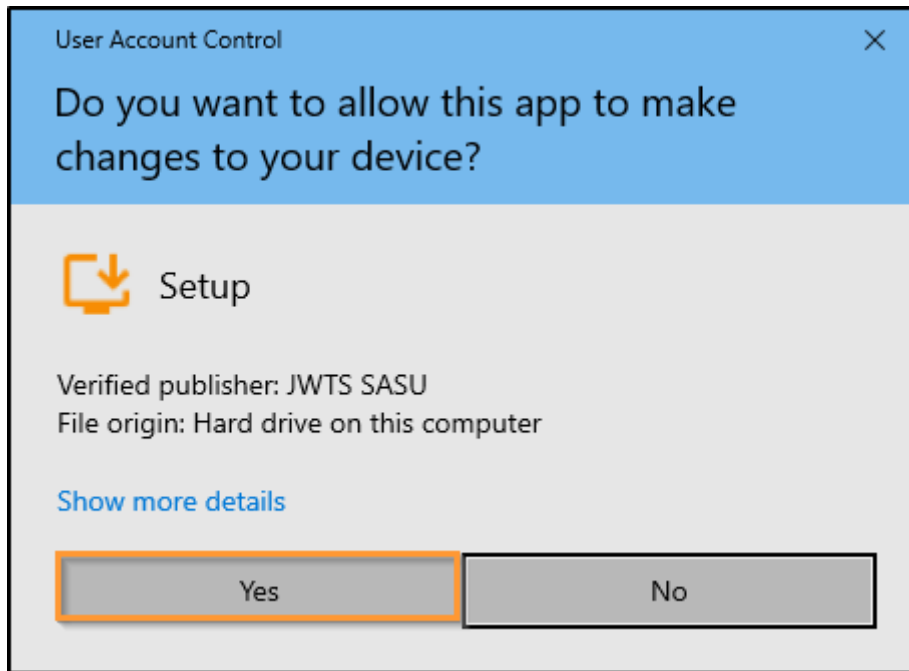 User Account Control
Do you want to allow this app to make
changes to your device?
Setup
Verified publisher: JWTS SASU
File origin: Hard drive on this computer
Show more details
Yes
No